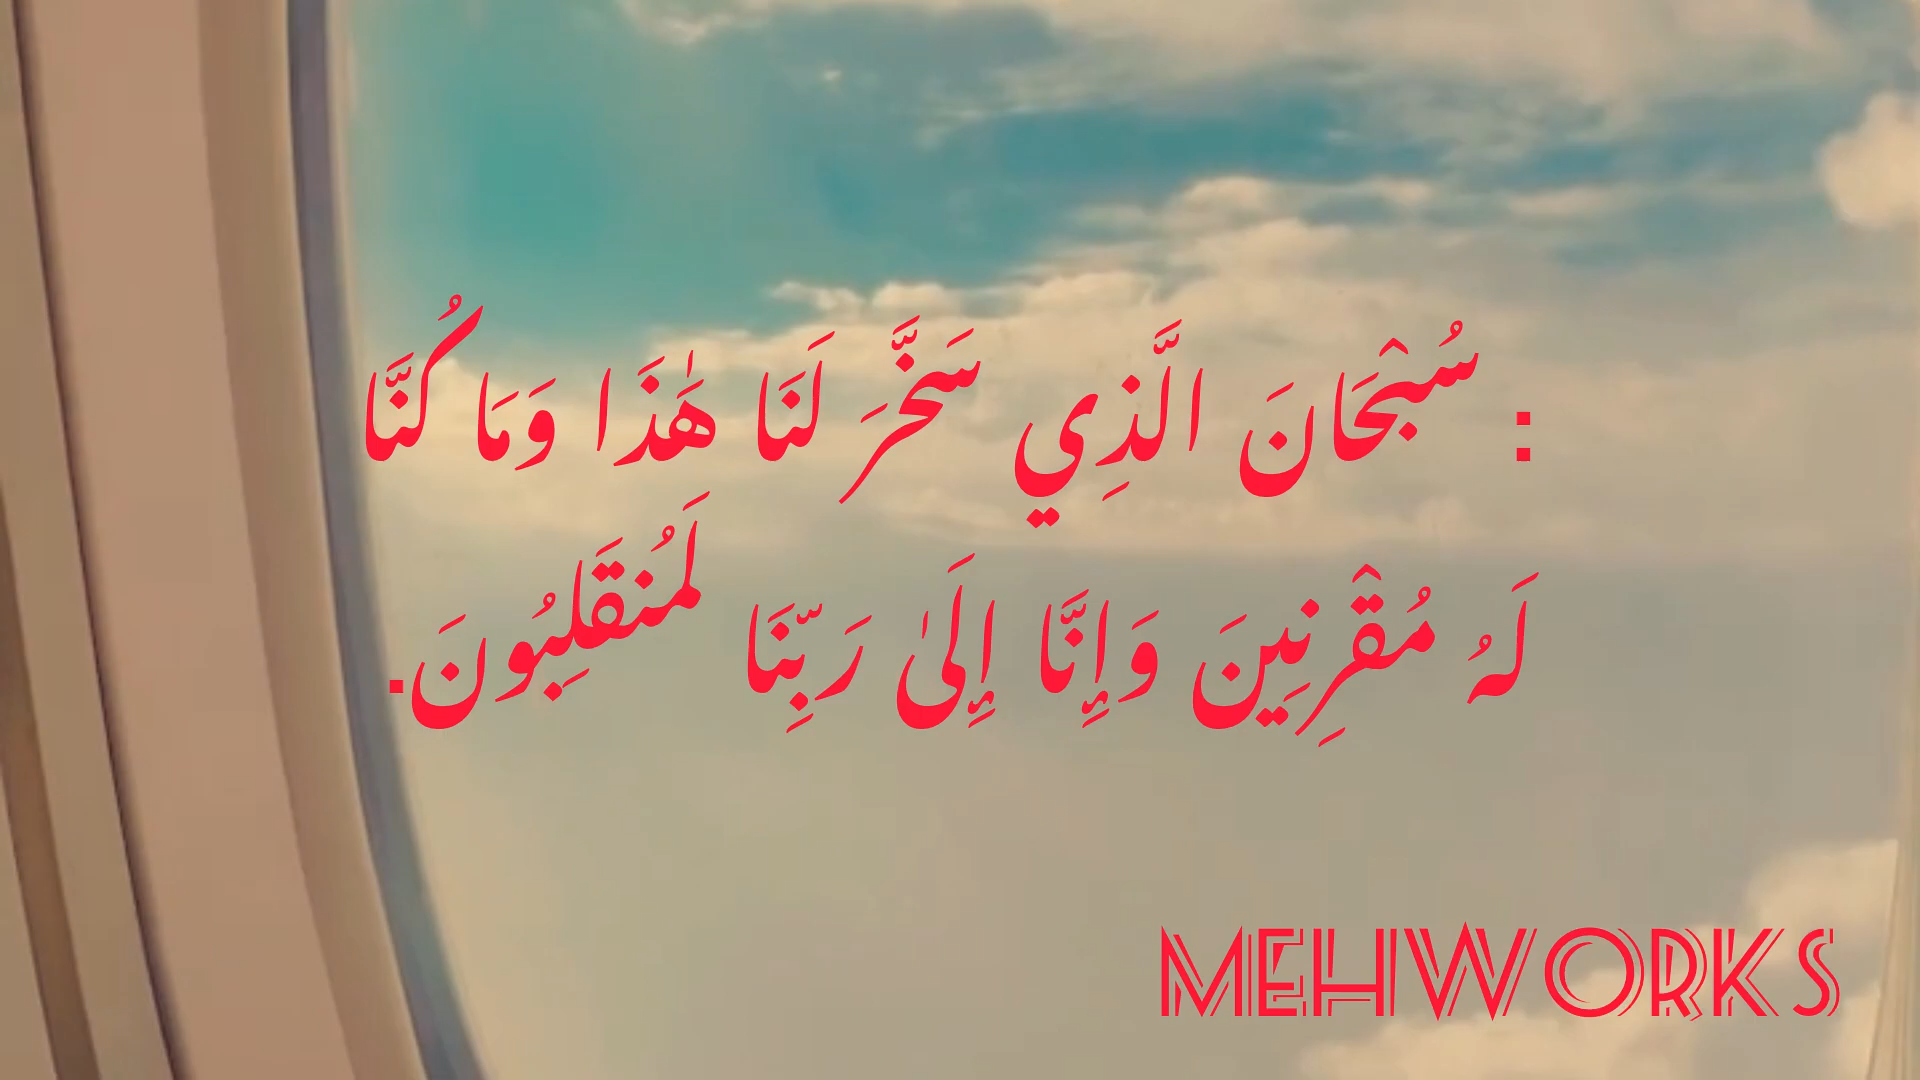 : سُبْحَانَ الَّذِي سَخَّرَ لَنَا هَٰذَا وَمَا كُنَّا
لَهُ مُقْرِنِينَ وَإِنَّا إِلَىٰ رَبِّنَا لَمُنقَلِبُونَ.
MEHWORKS